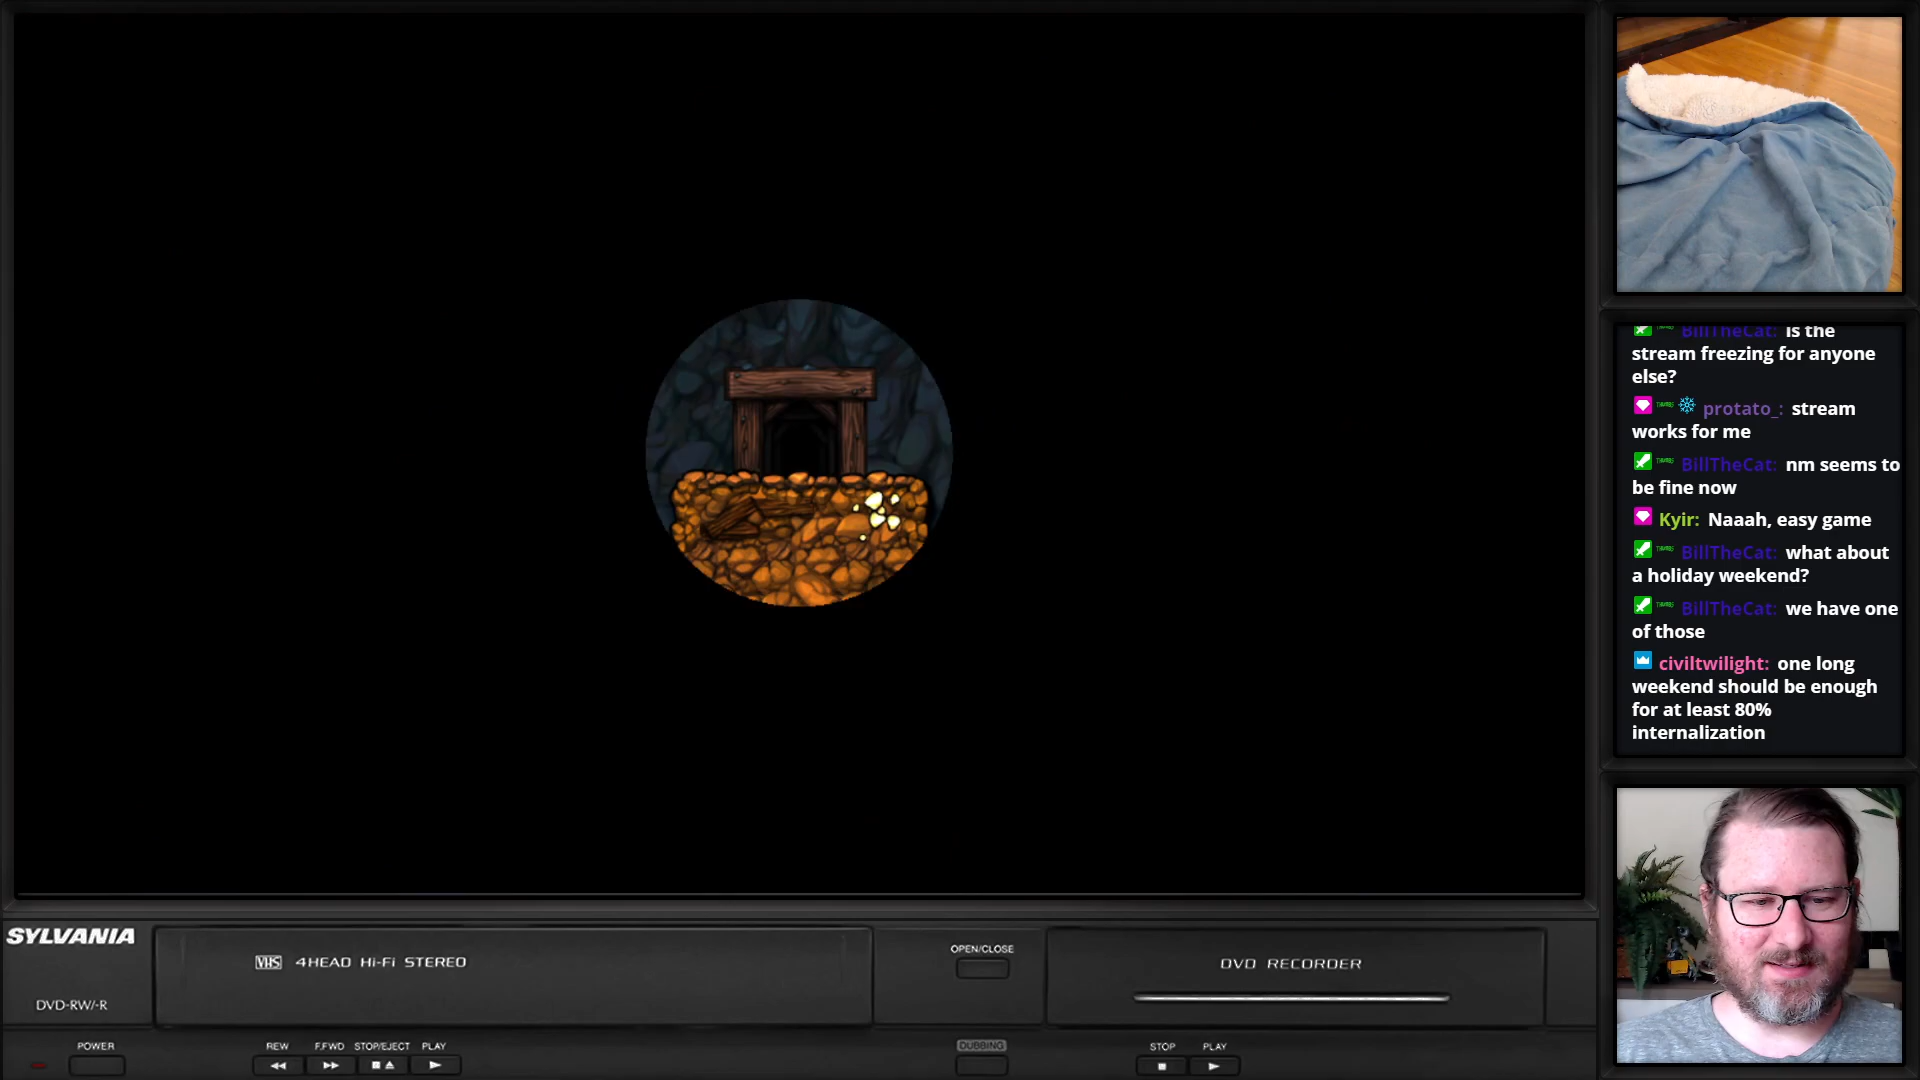 BillTheCat: is the
stream freezing for anyone
else?
protato_: stream
works for me
BillTheCat: nm seems to
be fine now
Kyir: Naaah, easy game
BillTheCat: what about
a holiday weekend?
BillTheCat: we have one
of those
civiltwilight: one long
weekend should be enough
for at least 80%
internalization
SYLVANIA
DVD-RW/-R
VHS 4HEAD Hi-Fi STEREO
OPEN/CLOSE
DVD RECORDER
POWER
REW F.FWD STOP/EJECT PLAY
DUBBING
STOP PLAY